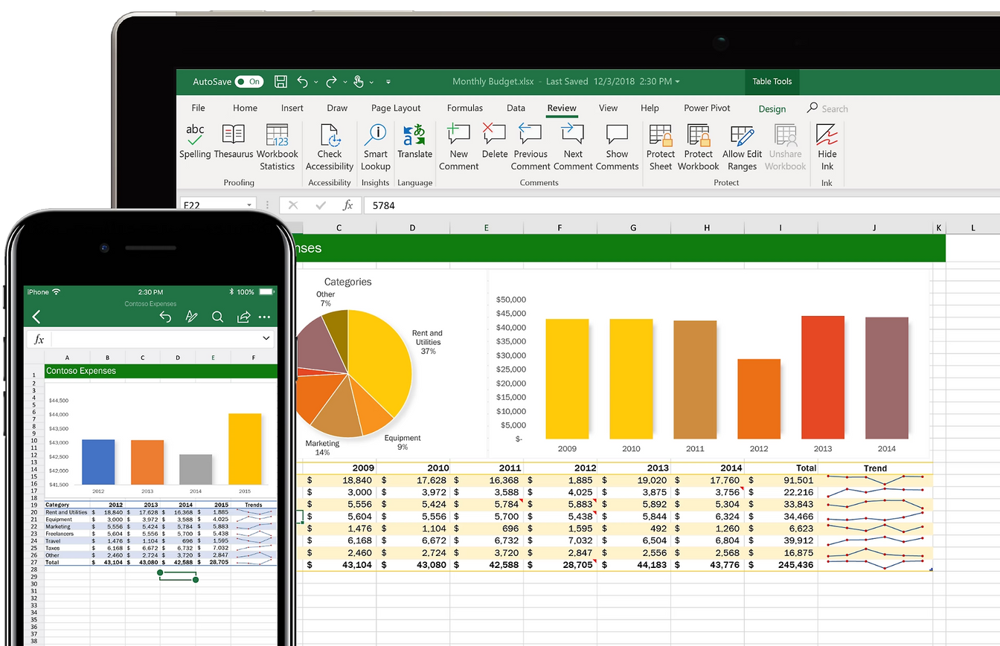 AutoSave On Monthly Budget.xlsx - Last Saved 12/3/2018 2:30 PM Table Tools
File Home Insert Draw Page Layout Formulas Data Review View Help Power Pivot Design Search
abc
123
Spelling Thesaurus Workbook Statistics Check Accessibility Smart Lookup Translate New Comment Delete Previous Comment Next Comment Show Comments Protect Sheet Protect Workbook Allow Edit Ranges Unshare Workbook Hide Ink
Proofing Accessibility Insights Language Comments Protect Ink
fx 5784
C D E F G H I J K L
nses
Categories
Other
7%
Rent and
Utilities
37%
Equipment
9%
Marketing
14%
$50,000
$45,000
$40,000
$35,000
$30,000
$25,000
$20,000
$15,000
$10,000
$5,000
$-
2009 2010 2011 2012 2013 2014
2009 2010 2011 2012 2013 2014 Total Trend
$ 18,840 $ 17,628 $ 16,368 $ 1,885 $ 19,020 $ 17,760 $ 91,501
$ 3,000 $ 3,972 $ 3,588 $ 4,025 $ 3,875 $ 3,756 $ 22,216
$ 5,556 $ 5,424 $ 5,784 $ 5,883 $ 5,892 $ 5,304 $ 33,843
$ 5,604 $ 5,556 $ 5,700 $ 5,438 $ 5,844 $ 6,324 $ 34,466
$ 1,476 $ 1,104 $ 696 $ 1,595 $ 492 $ 1,260 $ 6,623
$ 6,168 $ 6,672 $ 6,732 $ 7,032 $ 6,504 $ 6,804 $ 39,912
$ 2,460 $ 2,724 $ 3,720 $ 2,847 $ 2,556 $ 2,568 $ 16,875
$ 43,104 $ 43,080 $ 42,588 $ 28,705 $ 44,183 $ 43,776 $ 245,436
iPhone 2:30 PM 100%
Contoso Expenses
fx
A B C D E F
1 Contoso Expenses
2
3
4
5
6
7
8
9
10
11
12
13
14
15
16
17
18
$44,500
$44,000
$43,500
$43,000
$42,500
$42,000
$41,500
2012 2013 2014 2015
19 Category 2012 2013 2014 2015 Trends
20 Rent and Utilities $ 18,840 $ 17,628 $ 16,368 $ 1.885
21 Equipment $ 3,000 $ 3,972 $ 3,588 $ 4.025
22 Marketing $ 5,556 $ 5,424 $ 5,784 $ 5.883
23 Freelancers $ 5,604 $ 5,556 $ 5,700 $ 5.438
24 Travel $ 1,476 $ 1,104 $ 696 $ 1.595
25 Taxes $ 6,168 $ 6,672 $ 6,732 $ 7,032
26 Other $ 2,460 $ 2,724 $ 3,720 $ 2,847
27 Total $ 43,104 $ 43,080 $ 42,588 $ 28,705
28
29
30
31
32
33
34
35
36
37
38